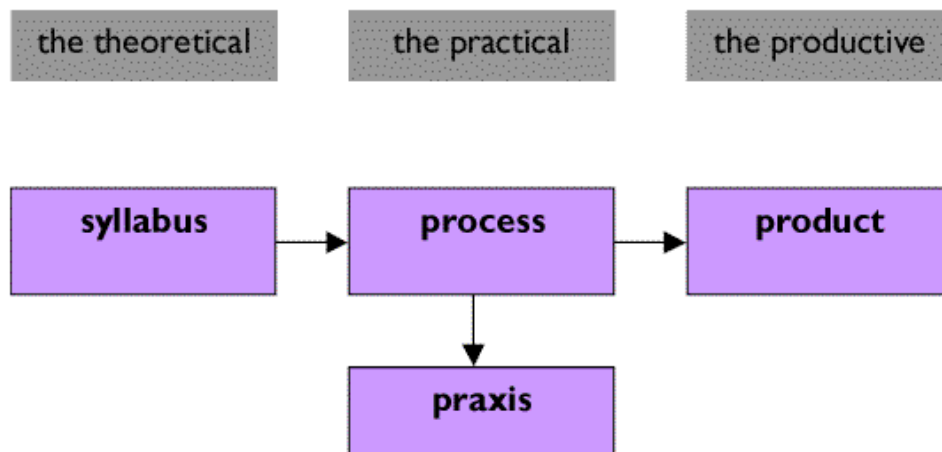 the theoretical
the practical
the productive
syllabus
process
product
praxis